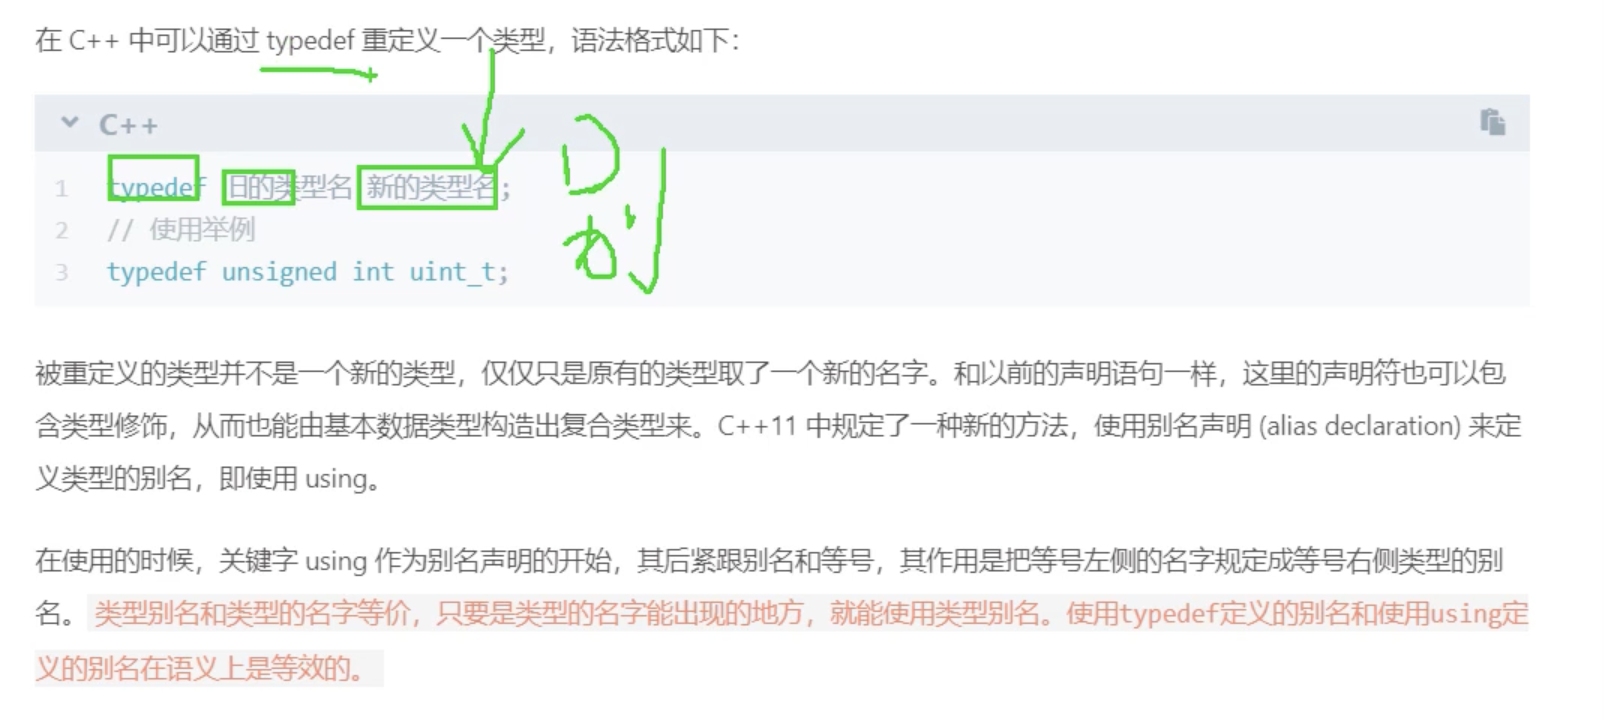 在 C++ 中可以通过 typedef 重定义一个类型，语法格式如下：
C++
1 typedef 旧的类型名 新的类型名;
2 // 使用举例
3 typedef unsigned int uint_t;
被重定义的类型并不是一个新的类型，仅仅只是原有的类型取了一个新的名字。和以前的声明语句一样，这里的声明符也可以包
含类型修饰，从而也能由基本数据类型构造出复合类型来。C++11 中规定了一种新的方法，使用别名声明 (alias declaration) 来定
义类型的别名，即使用 using。
在使用的时候，关键字 using 作为别名声明的开始，其后紧跟别名和等号，其作用是把等号左侧的名字规定成等号右侧类型的别
名。类型别名和类型的名字等价，只要是类型的名字能出现的地方，就能使用类型别名。使用typedef定义的别名和使用using定
义的别名在语义上是等效的。